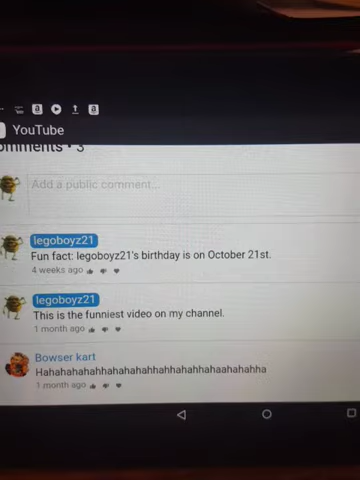 YouTube
omments • 3
Add a public comment...
legoboyz21
Fun fact: legoboyz21's birthday is on October 21st.
4 weeks ago
legoboyz21
This is the funniest video on my channel.
1 month ago
Bowser kart
Hahahahahahhahahahahahhahhahahhahaahahahha
1 month ago